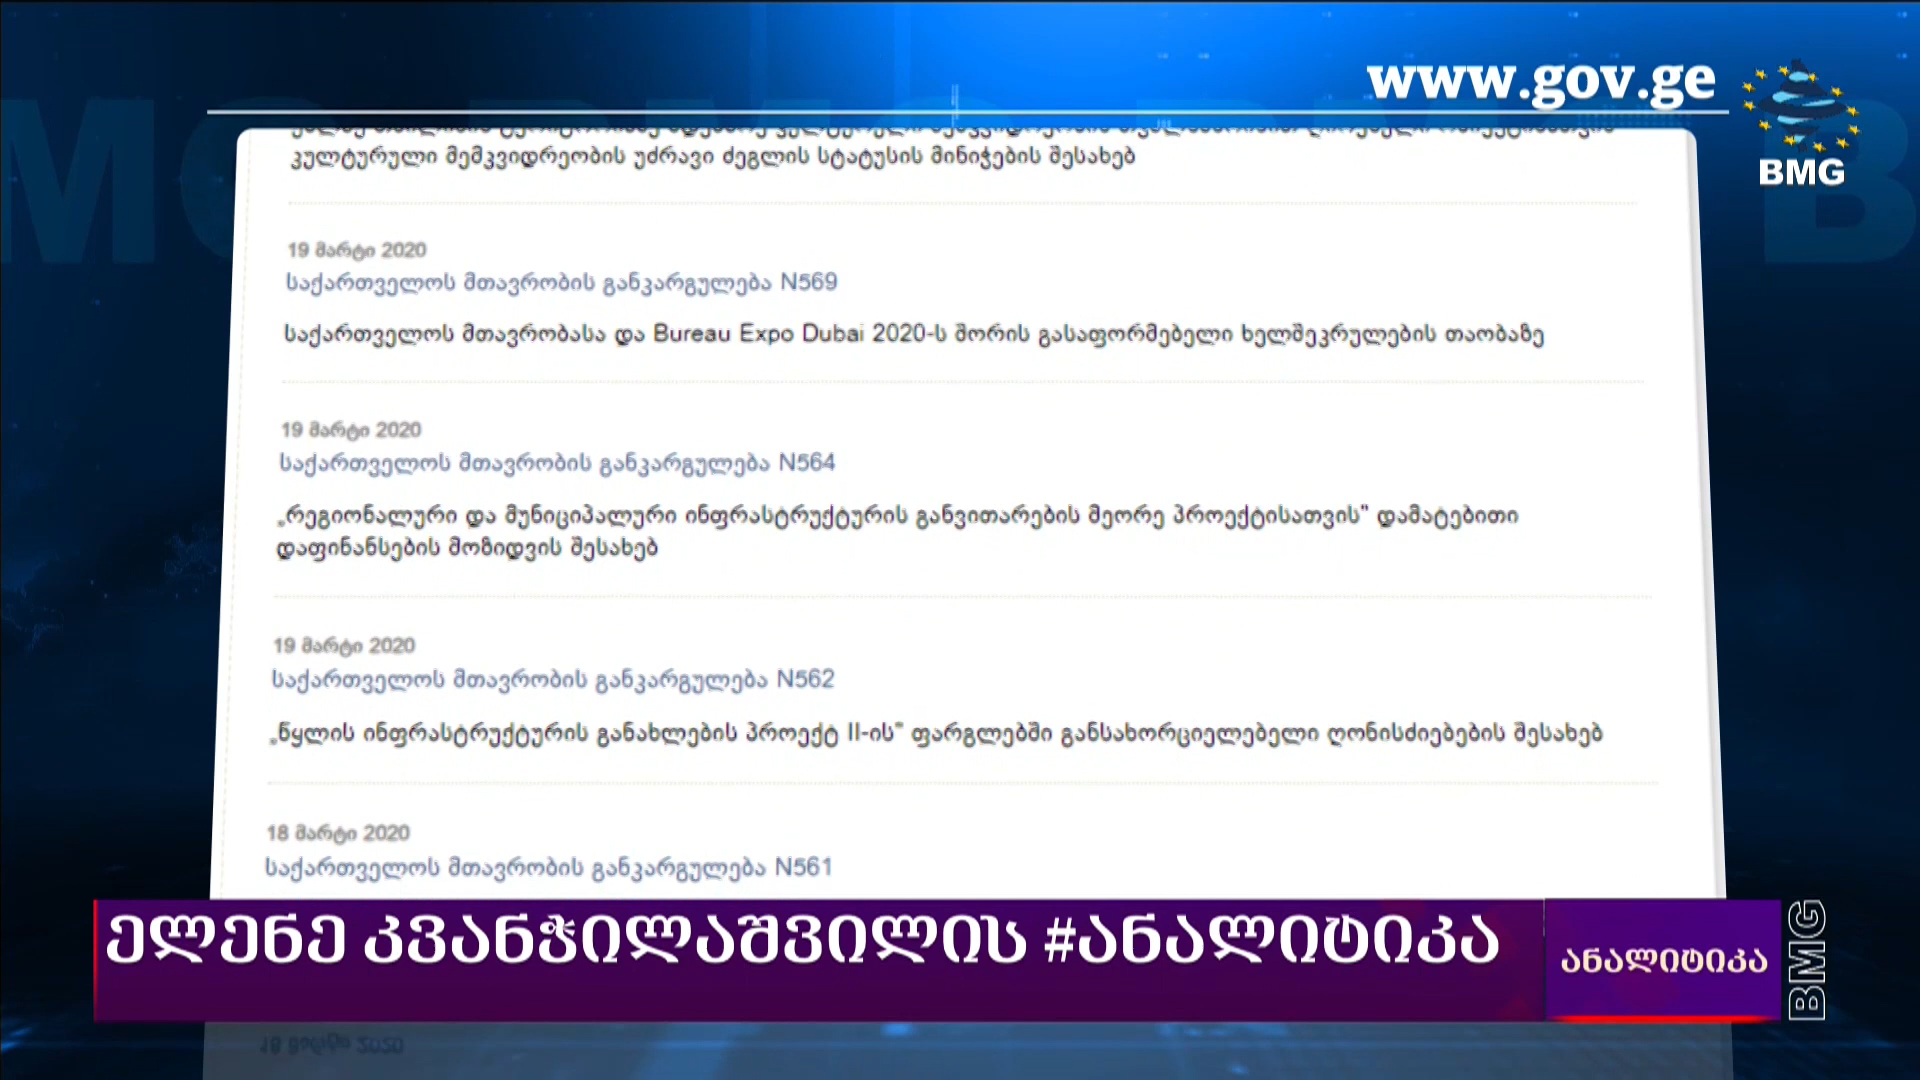 www.gov.ge
BMG
კულტურული მემკვიდრეობის უძრავი ძეგლის სტატუსის მინიჭების შესახებ
19 მარტი 2020
საქართველოს მთავრობის განკარგულება N569
საქართველოს მთავრობასა და Bureau Expo Dubai 2020-ს შორის გასაფორმებელი ხელშეკრულების თაობაზე
19 მარტი 2020
საქართველოს მთავრობის განკარგულება N564
„რეგიონალური და მუნიციპალური ინფრასტრუქტურის განვითარების მეორე პროექტისათვის" დამატებითი
დაფინანსების მოზიდვის შესახებ
19 მარტი 2020
საქართველოს მთავრობის განკარგულება N562
„წყლის ინფრასტრუქტურის განახლების პროექტ II-ის" ფარგლებში განსახორციელებელი ღონისძიებების შესახებ
18 მარტი 2020
საქართველოს მთავრობის განკარგულება N561
ელენე კვანჭილაშვილის #ანალიტიკა
ანალიტიკა
BMG